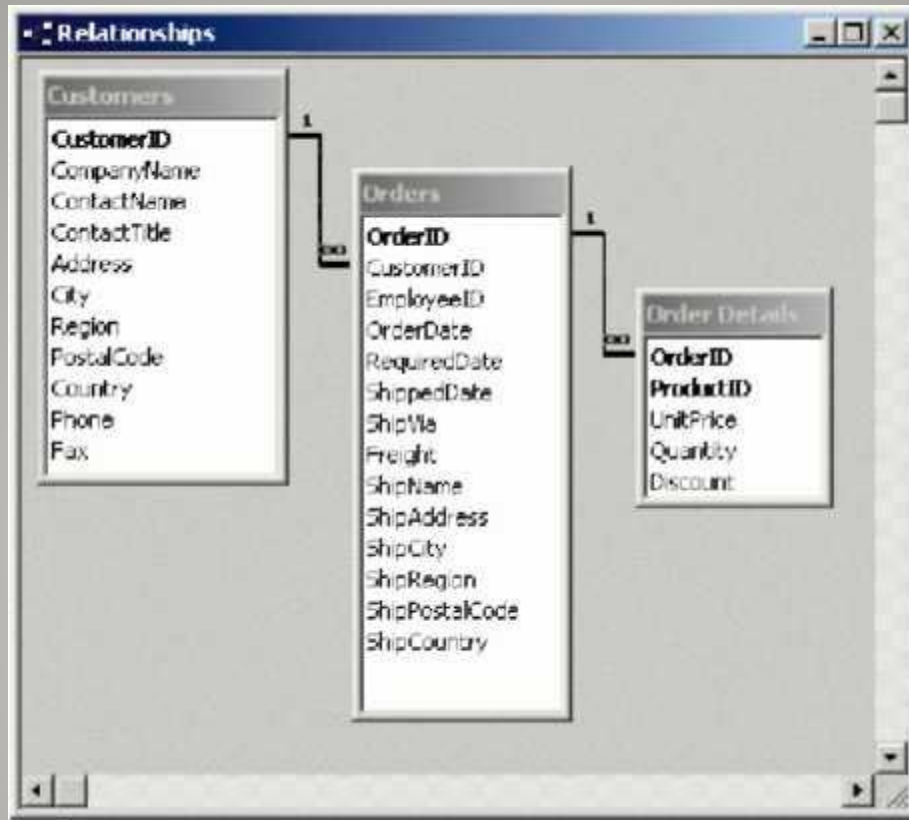 Relationships
Customers
CustomerID
CompanyName
ContactName
ContactTitle
Address
City
Region
PostalCode
Country
Phone
Fax
1
∞
Orders
OrderID
CustomerID
EmployeeID
OrderDate
RequiredDate
ShippedDate
ShipVia
Freight
ShipName
ShipAddress
ShipCity
ShipRegion
ShipPostalCode
ShipCountry
1
∞
Order Details
OrderID
ProductID
UnitPrice
Quantity
Discount